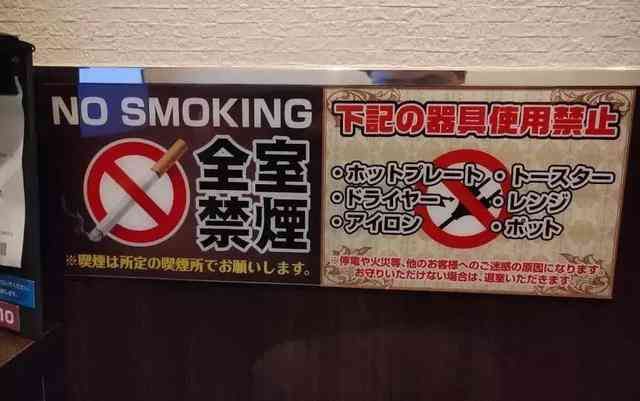 NO SMOKING
全室
禁煙
※喫煙は所定の喫煙所でお願いします。
下記の器具使用禁止
・ホットプレート
・ドライヤー
・アイロン
・トースター
・レンジ
・ポット
※停電や火災等、他のお客様へのご迷惑の原因になります
お守りいただけない場合は、退室いただきます
10